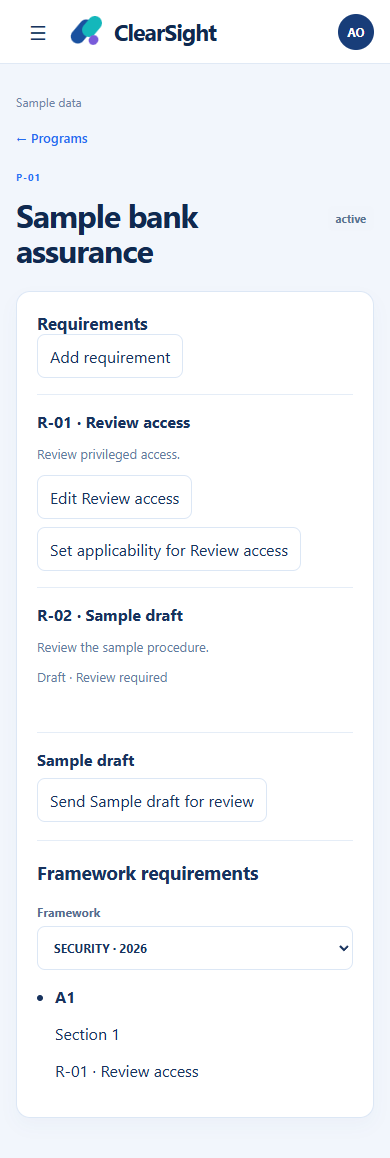 ☰ ClearSight AO
Sample data
← Programs
P-01
Sample bank
assurance
active
Requirements
Add requirement
R-01 · Review access
Review privileged access.
Edit Review access
Set applicability for Review access
R-02 · Sample draft
Review the sample procedure.
Draft · Review required
Sample draft
Send Sample draft for review
Framework requirements
Framework
SECURITY · 2026
• A1
Section 1
R-01 · Review access